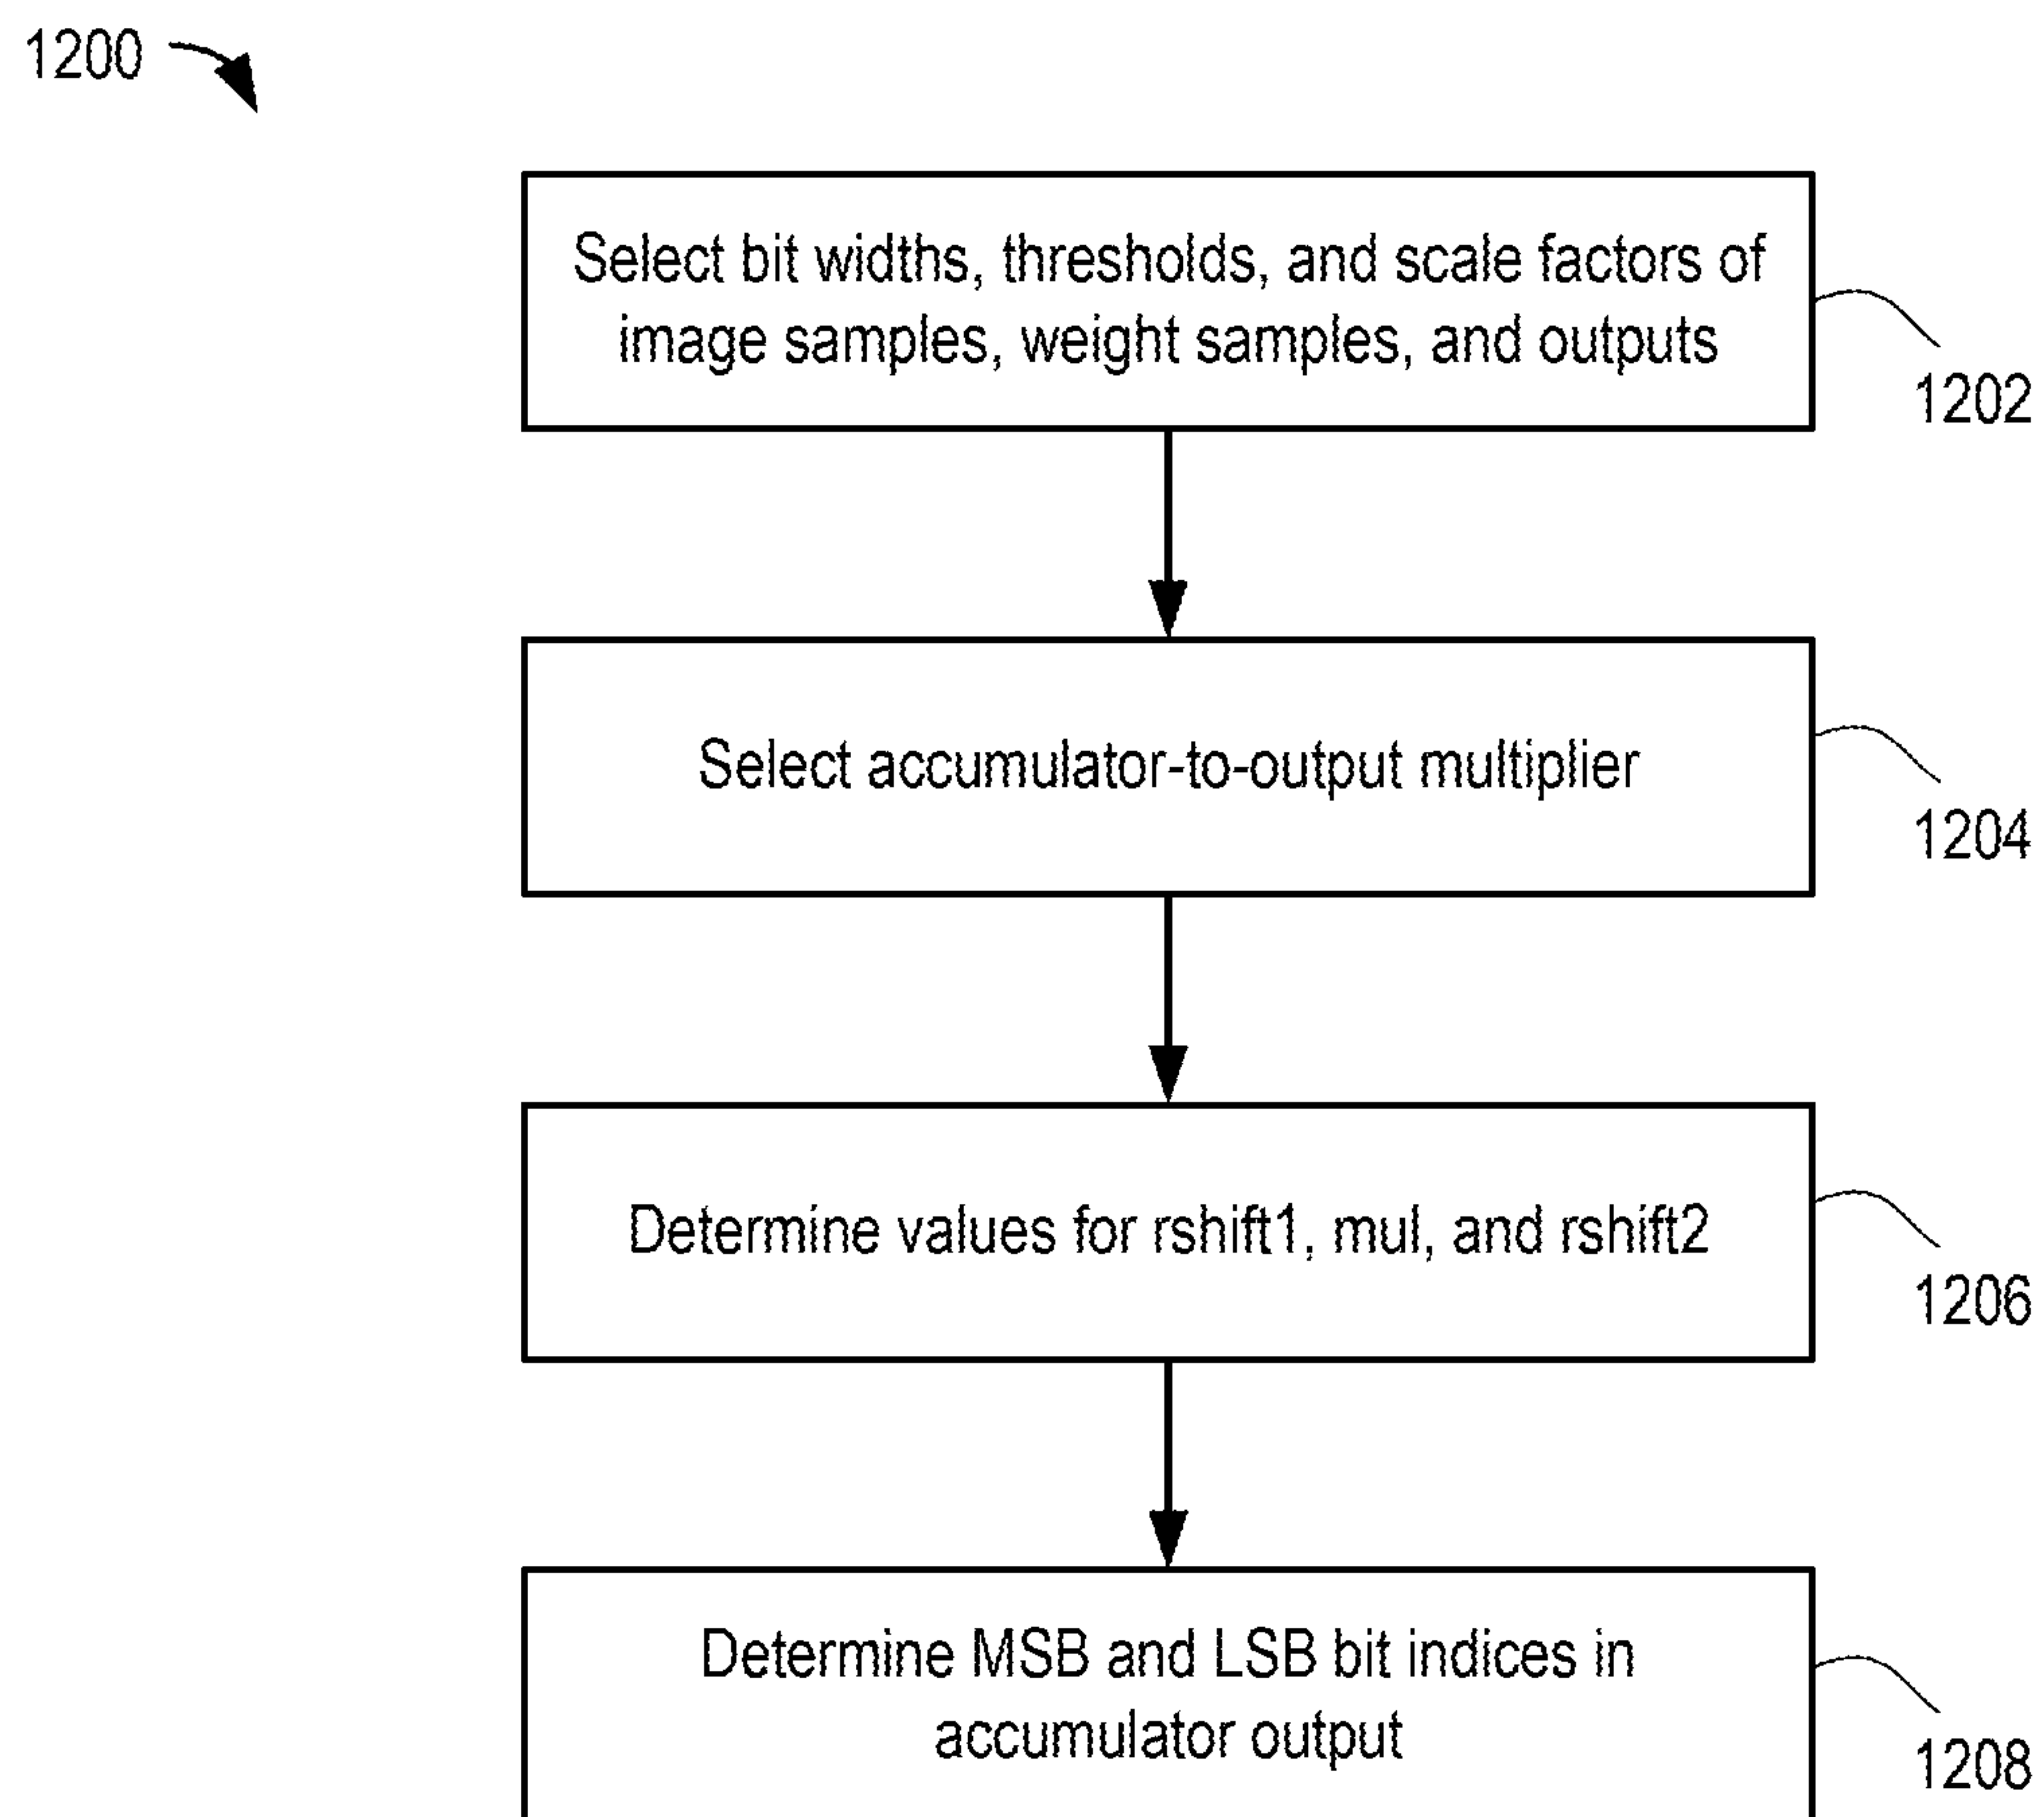 1200
Select bit widths, thresholds, and scale factors of
image samples, weight samples, and outputs
1202
Select accumulator-to-output multiplier
1204
Determine values for rshift1, mul, and rshift2
1206
Determine MSB and LSB bit indices in
accumulator output
1208